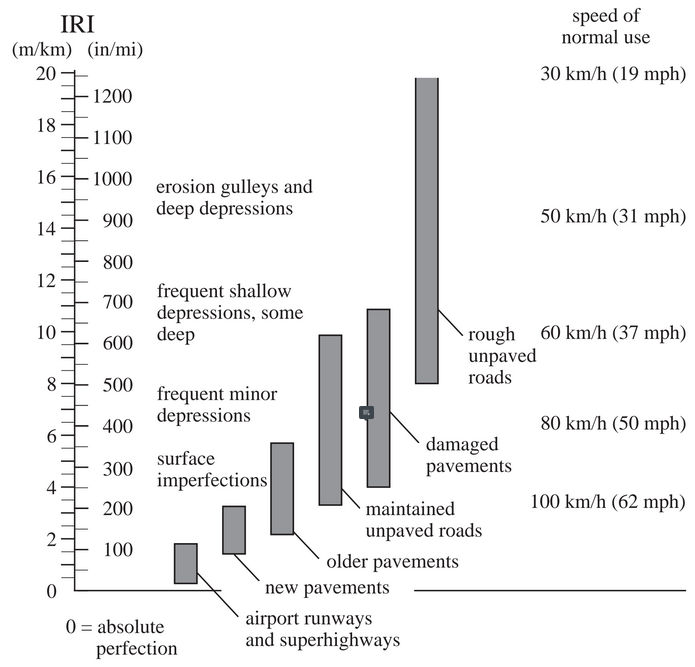 IRI
(m/km) (in/mi)
speed of
normal use
20
18
16
14
12
10
8
6
4
2
0
1200
1100
1000
900
800
700
600
500
400
300
200
100
erosion gulleys and
deep depressions
frequent shallow
depressions, some
deep
frequent minor
depressions
surface
imperfections
rough
unpaved
roads
damaged
pavements
maintained
unpaved roads
older pavements
new pavements
airport runways
and superhighways
30 km/h (19 mph)
50 km/h (31 mph)
60 km/h (37 mph)
80 km/h (50 mph)
100 km/h (62 mph)
0 = absolute
perfection